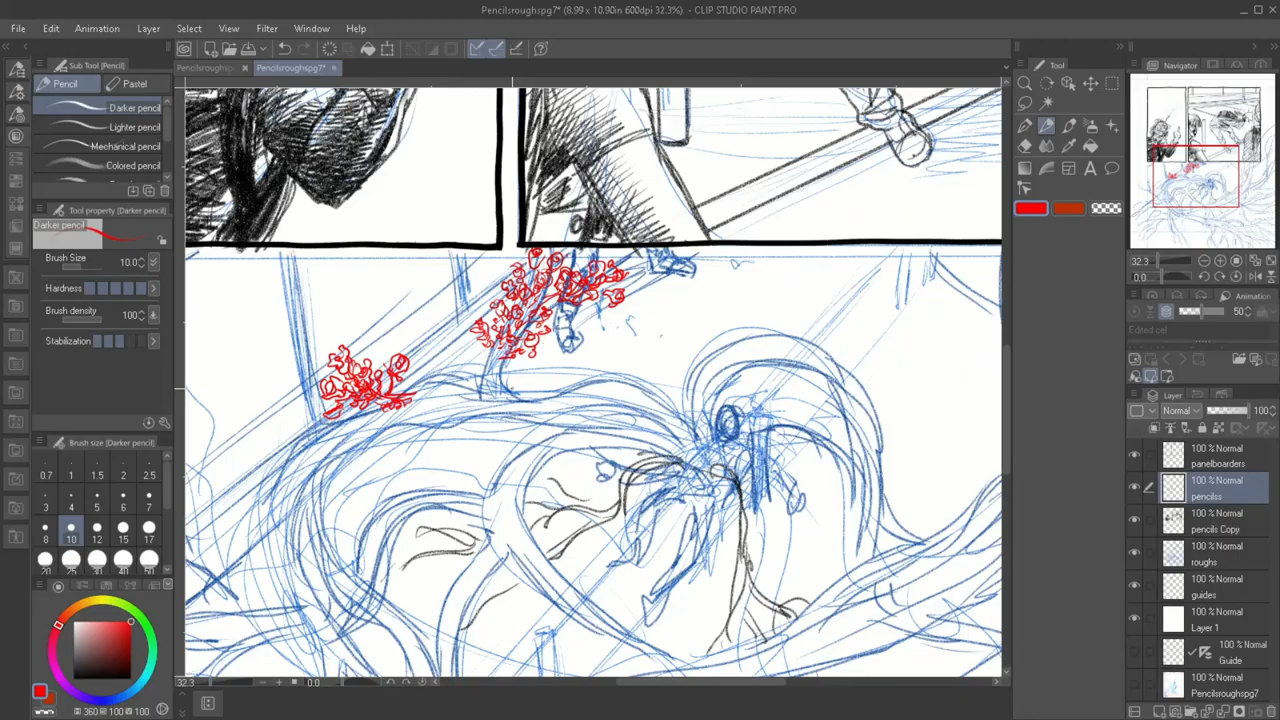 Pencilsroughspg7* (8.99 x 10.90in 600dpi 32.3%) - CLIP STUDIO PAINT PRO
File Edit Animation Layer Select View Filter Window Help
Sub Tool [Pencil]
Pencilsroughs
Pencilsroughspg7*
Tool
Navigator
Pencil Pastel
Darker pencil
Lighter pencil
Mechanical pencil
Colored pencil
Tool property [Darker pencil]
Darker pencil
Brush Size 10.0
Hardness
Brush density 100
Stabilization
32.3
0.0
Animation
50
Edited cel
Brush size [Darker pencil]
0.7 1 1.5 2 2.5
3 4 5 6 7
8 10 12 15 17
20 25 30 40 50
Layer
Normal 100
100 % Normal
panelboarders
100 % Normal
pencilss
100 % Normal
pencils Copy
100 % Normal
roughs
100 % Normal
guides
100 % Normal
Layer 1
100 % Normal
Guide
100 % Normal
Pencilsroughspg7
32.3 0.0
360 100 100